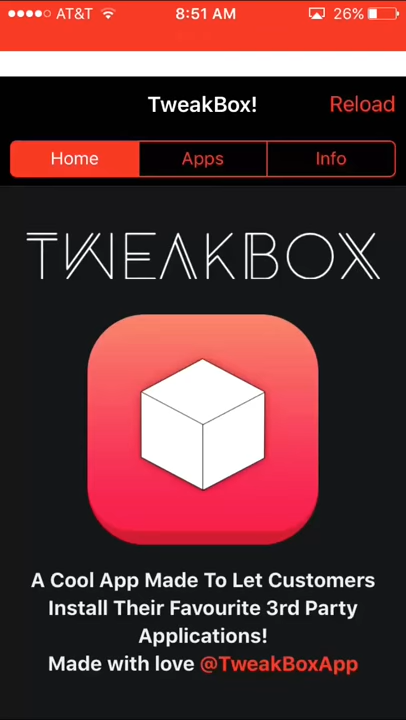 AT&T 8:51 AM 26%
TweakBox! Reload
Home Apps Info
TWEAKBOX
A Cool App Made To Let Customers
Install Their Favourite 3rd Party
Applications!
Made with love @TweakBoxApp